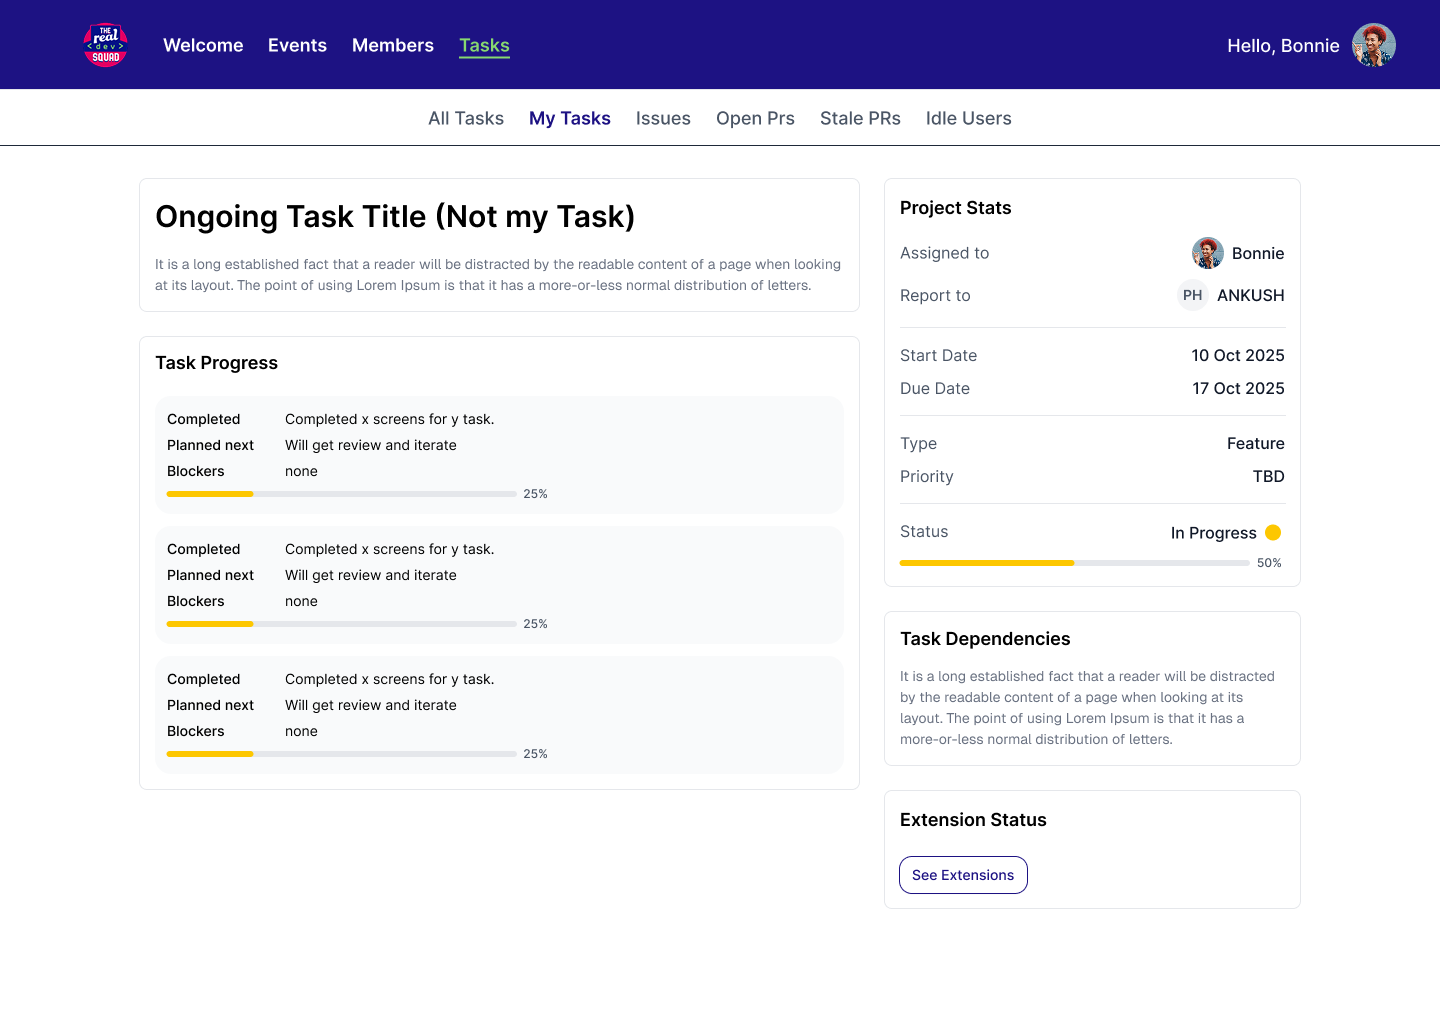 THE
real
<dev>
SQUAD
Welcome Events Members Tasks
Hello, Bonnie
All Tasks My Tasks Issues Open Prs Stale PRs Idle Users
Ongoing Task Title (Not my Task)
It is a long established fact that a reader will be distracted by the readable content of a page when looking
at its layout. The point of using Lorem Ipsum is that it has a more-or-less normal distribution of letters.
Task Progress
Completed Completed x screens for y task.
Planned next Will get review and iterate
Blockers none
25%
Completed Completed x screens for y task.
Planned next Will get review and iterate
Blockers none
25%
Completed Completed x screens for y task.
Planned next Will get review and iterate
Blockers none
25%
Project Stats
Assigned to Bonnie
Report to PH ANKUSH
Start Date 10 Oct 2025
Due Date 17 Oct 2025
Type Feature
Priority TBD
Status In Progress
50%
Task Dependencies
It is a long established fact that a reader will be distracted
by the readable content of a page when looking at its
layout. The point of using Lorem Ipsum is that it has a
more-or-less normal distribution of letters.
Extension Status
See Extensions